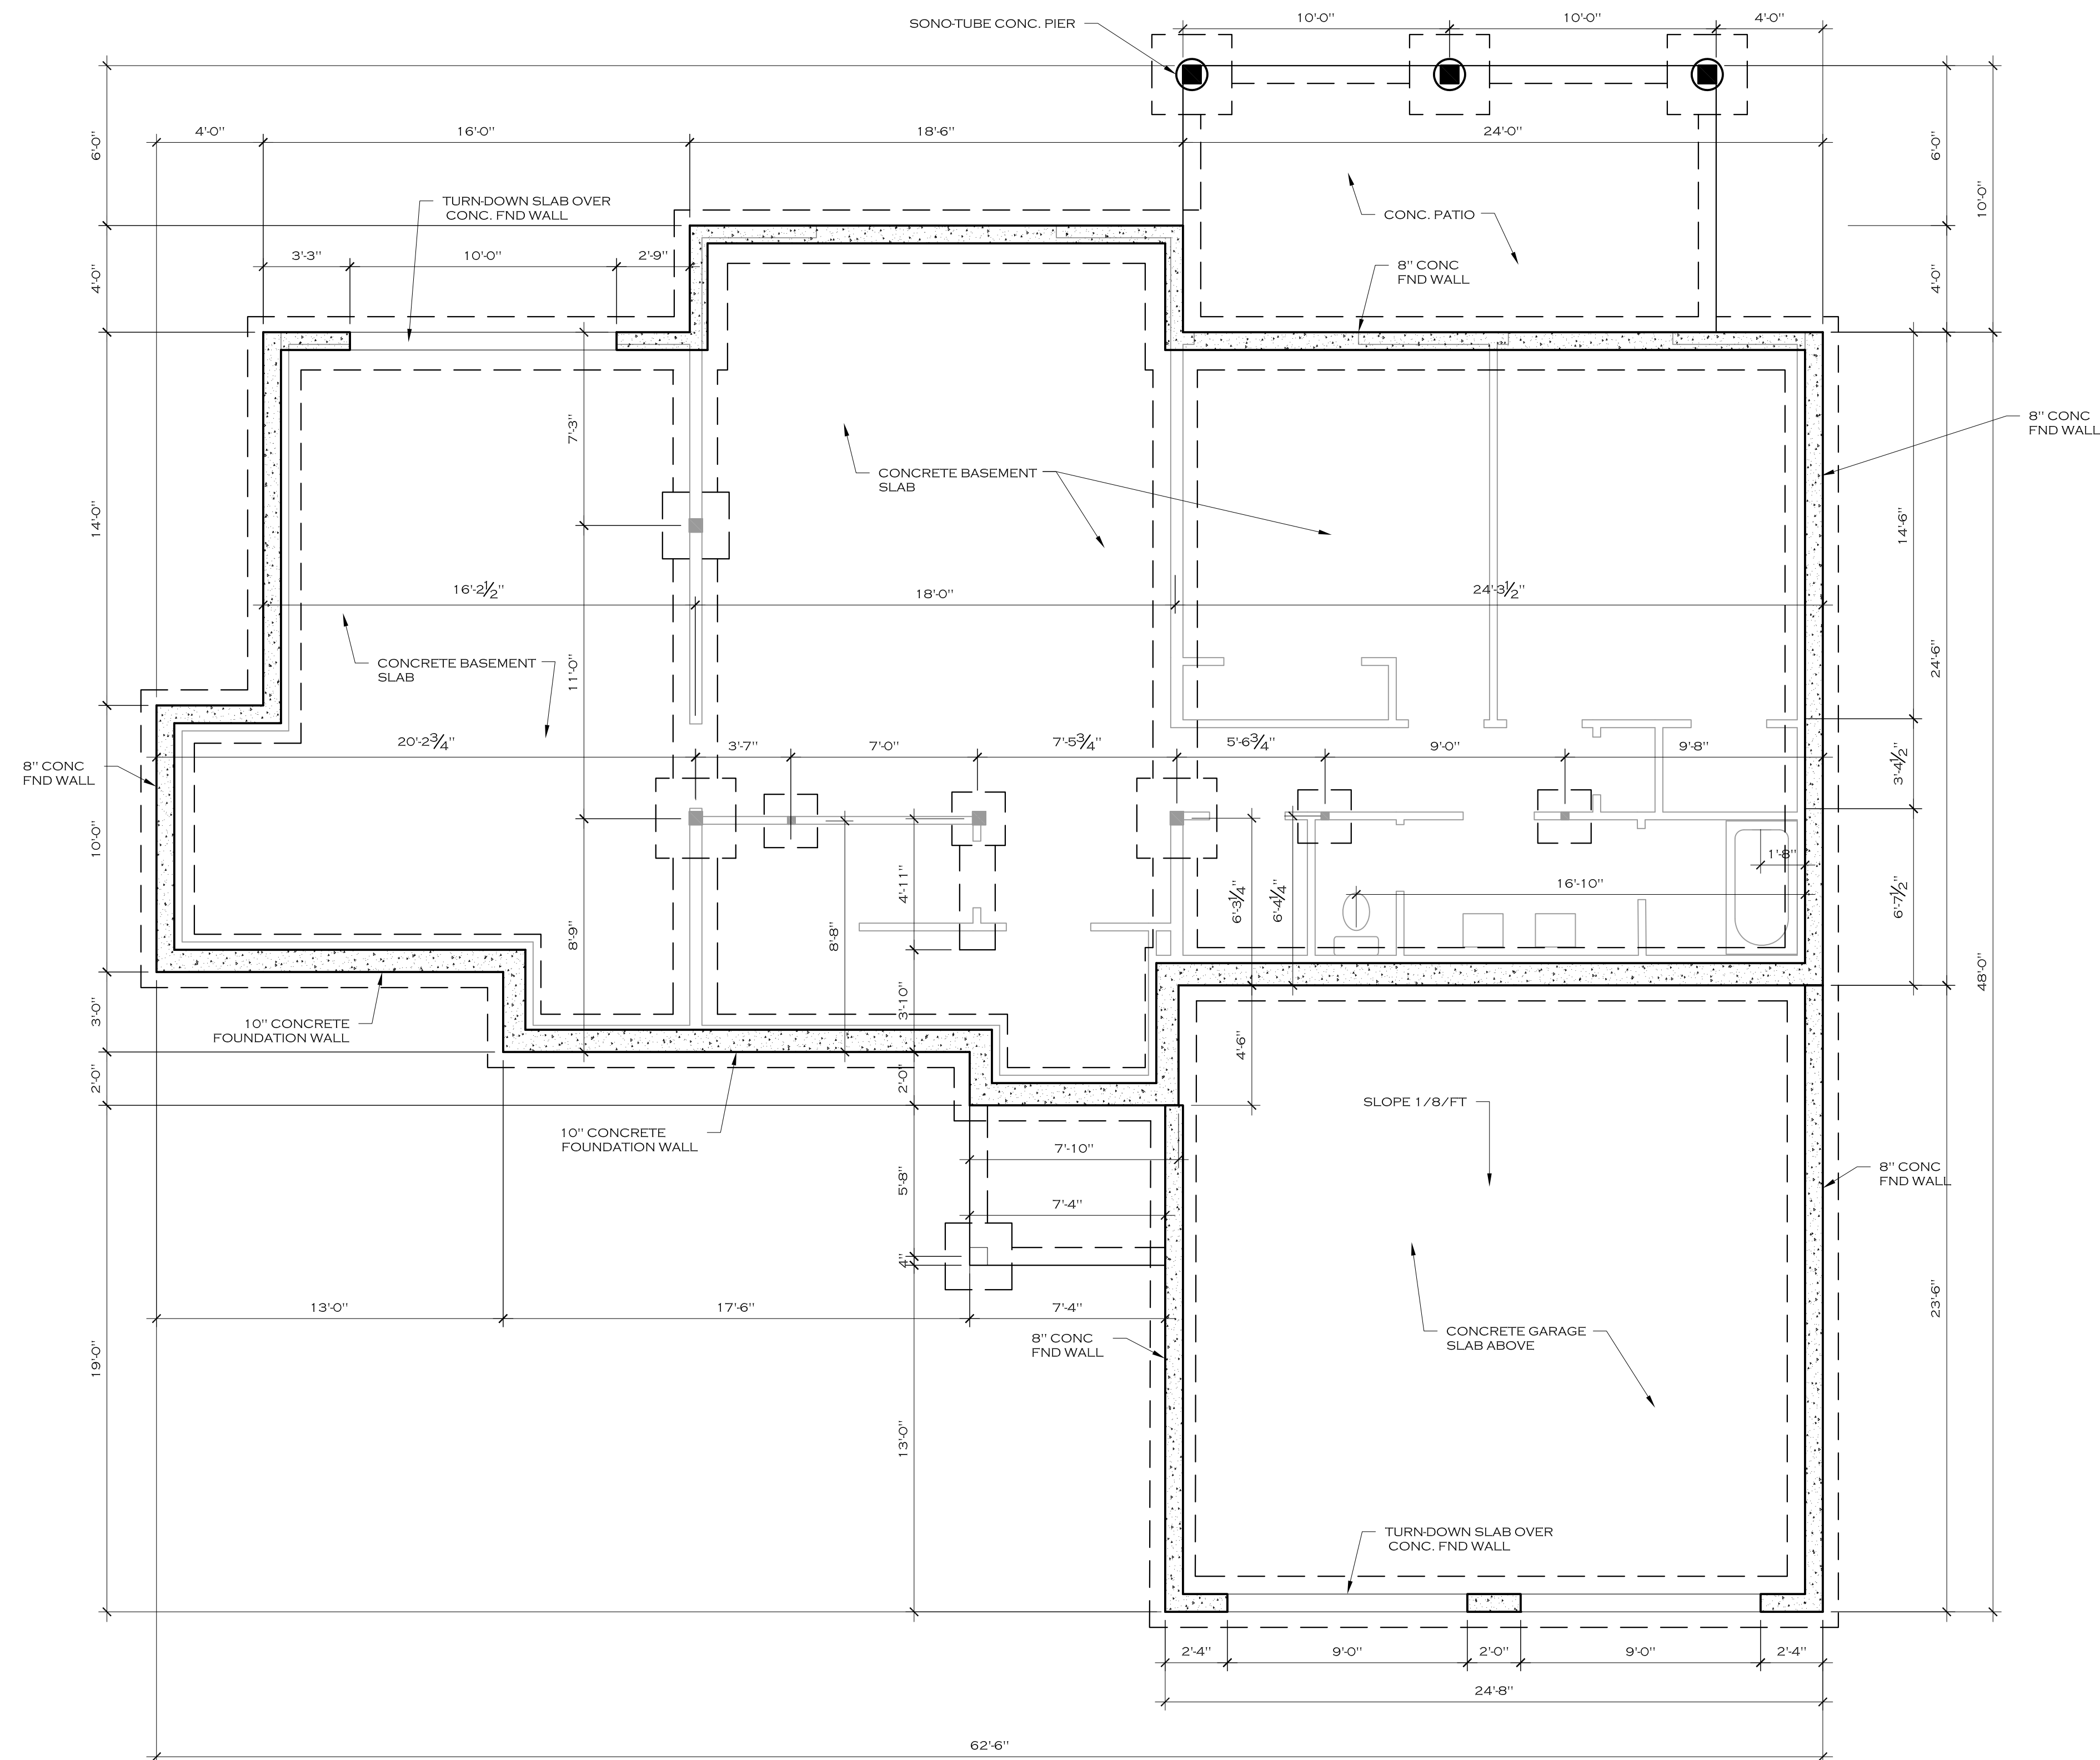 SONO-TUBE CONC. PIER
10'-0"
10'-0"
4'-0"
4'-0"
16'-0"
18'-6"
24'-0"
6'-0"
6'-0"
10'-0"
TURN-DOWN SLAB OVER
CONC. FND WALL
CONC. PATIO
3'-3"
10'-0"
2'-9"
8" CONC
FND WALL
4'-0"
4'-0"
7'-3"
8" CONC
FND WALL
CONCRETE BASEMENT
SLAB
14'-0"
14'-6"
16'-2 1/2"
18'-0"
24'-3 1/2"
CONCRETE BASEMENT
SLAB
11'-0"
24'-6"
20'-2 3/4"
3'-7"
7'-0"
7'-5 3/4"
5'-6 3/4"
9'-0"
9'-8"
3'-4 1/2"
8" CONC
FND WALL
10'-0"
1'-8"
4'-11"
16'-10"
6'-3 1/4"
6'-4 1/4"
6'-7 1/2"
8'-9"
8'-8"
48'-0"
3'-0"
3'-10"
10" CONCRETE
FOUNDATION WALL
4'-6"
2'-0"
2'-0"
SLOPE 1/8/FT
10" CONCRETE
FOUNDATION WALL
7'-10"
5'-8"
8" CONC
FND WALL
7'-4"
4"
13'-0"
17'-6"
7'-4"
23'-6"
8" CONC
FND WALL
CONCRETE GARAGE
SLAB ABOVE
19'-0"
13'-0"
TURN-DOWN SLAB OVER
CONC. FND WALL
2'-4"
9'-0"
2'-0"
9'-0"
2'-4"
24'-8"
62'-6"